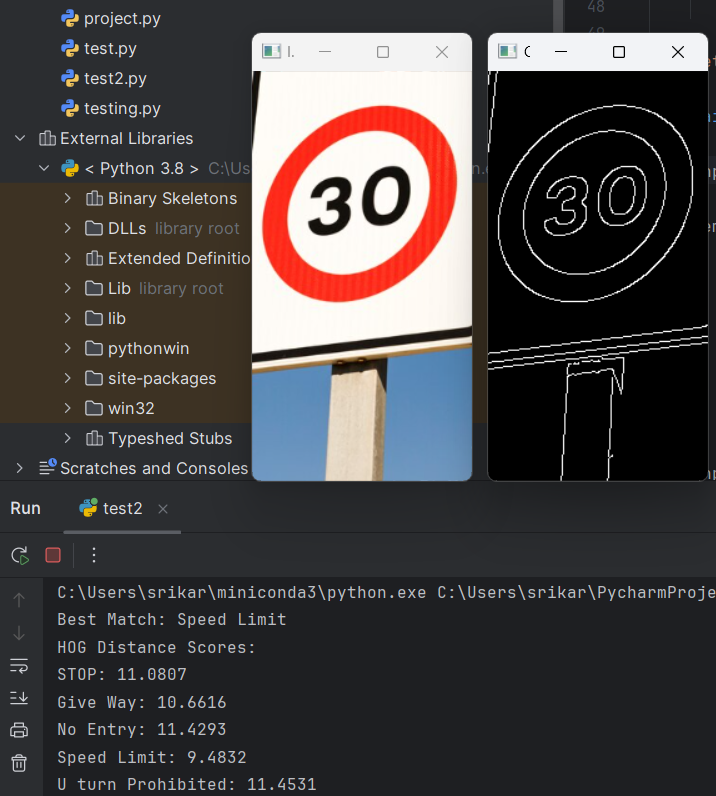 project.py
48
test.py
49
I.
C
test2.py
testing.py
External Libraries
< Python 3.8 > C:\Us
Binary Skeletons
30
30
DLLs library root
Extended Definitio
Lib library root
lib
pythonwin
site-packages
win32
Typeshed Stubs
Scratches and Consoles
Run test2
C:\Users\srikar\miniconda3\python.exe C:\Users\srikar\PycharmProje
Best Match: Speed Limit
HOG Distance Scores:
STOP: 11.0807
Give Way: 10.6616
No Entry: 11.4293
Speed Limit: 9.4832
U turn Prohibited: 11.4531